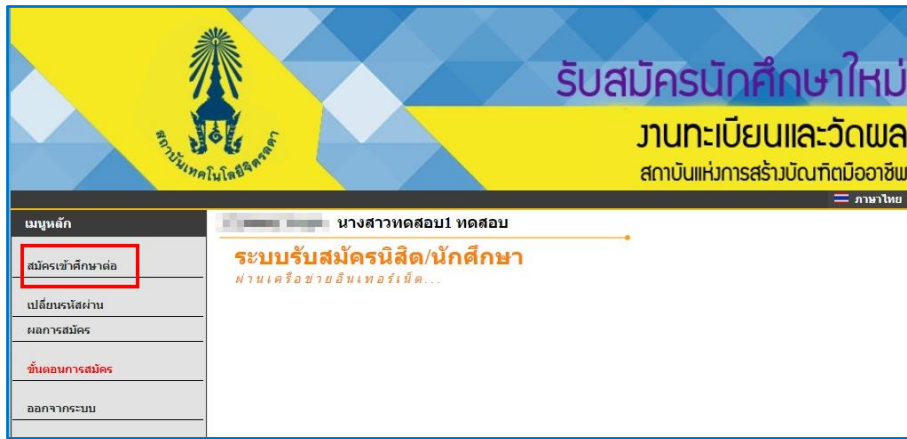 รับสมัครนักศึกษาใหม่
งานทะเบียนและวัดผล
สถาบันแห่งการสร้างบัณฑิตมืออาชีพ
สถาบันเทคโนโลยีจิตรลดา
ภาษาไทย
เมนูหลัก
นางสาวทดสอบ1 ทดสอบ
สมัครเข้าศึกษาต่อ
ระบบรับสมัครนิสิต/นักศึกษา
ผ่านเครือข่ายอินเทอร์เน็ต...
เปลี่ยนรหัสผ่าน
ผลการสมัคร
ขั้นตอนการสมัคร
ออกจากระบบ